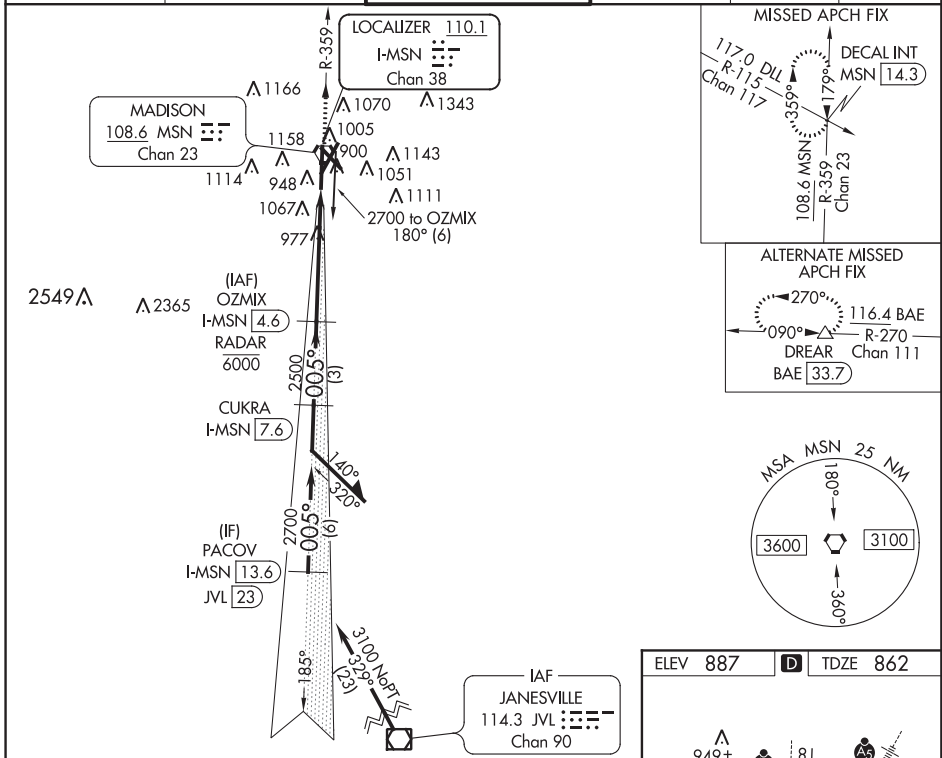 LOCALIZER 110.1
I-MSN
Chan 38
R-359
MADISON
108.6 MSN
Chan 23
1166
1070
1343
1005
1158
900
1143
1114
948
1051
1067
1111
977
2700 to OZMIX
180° (6)
2549
2365
(IAF)
OZMIX
I-MSN 4.6
RADAR
6000
2500
005°
(3)
CUKRA
I-MSN 7.6
140°
320°
2700
005°
(6)
(IF)
PACOV
I-MSN 13.6
JVL 23
185°
3100 NoPT
329°
(23)
IAF
JANESVILLE
114.3 JVL
Chan 90
MISSED APCH FIX
117.0 DLL
R-115
Chan 117
359°
179°
DECAL INT
MSN 14.3
108.6 MSN
R-359
Chan 23
ALTERNATE MISSED
APCH FIX
270°
090°
116.4 BAE
R-270
Chan 111
DREAR
BAE 33.7
MSA MSN 25 NM
180°
3600
3100
360°
ELEV 887
D
TDZE 862
949±
81
A5